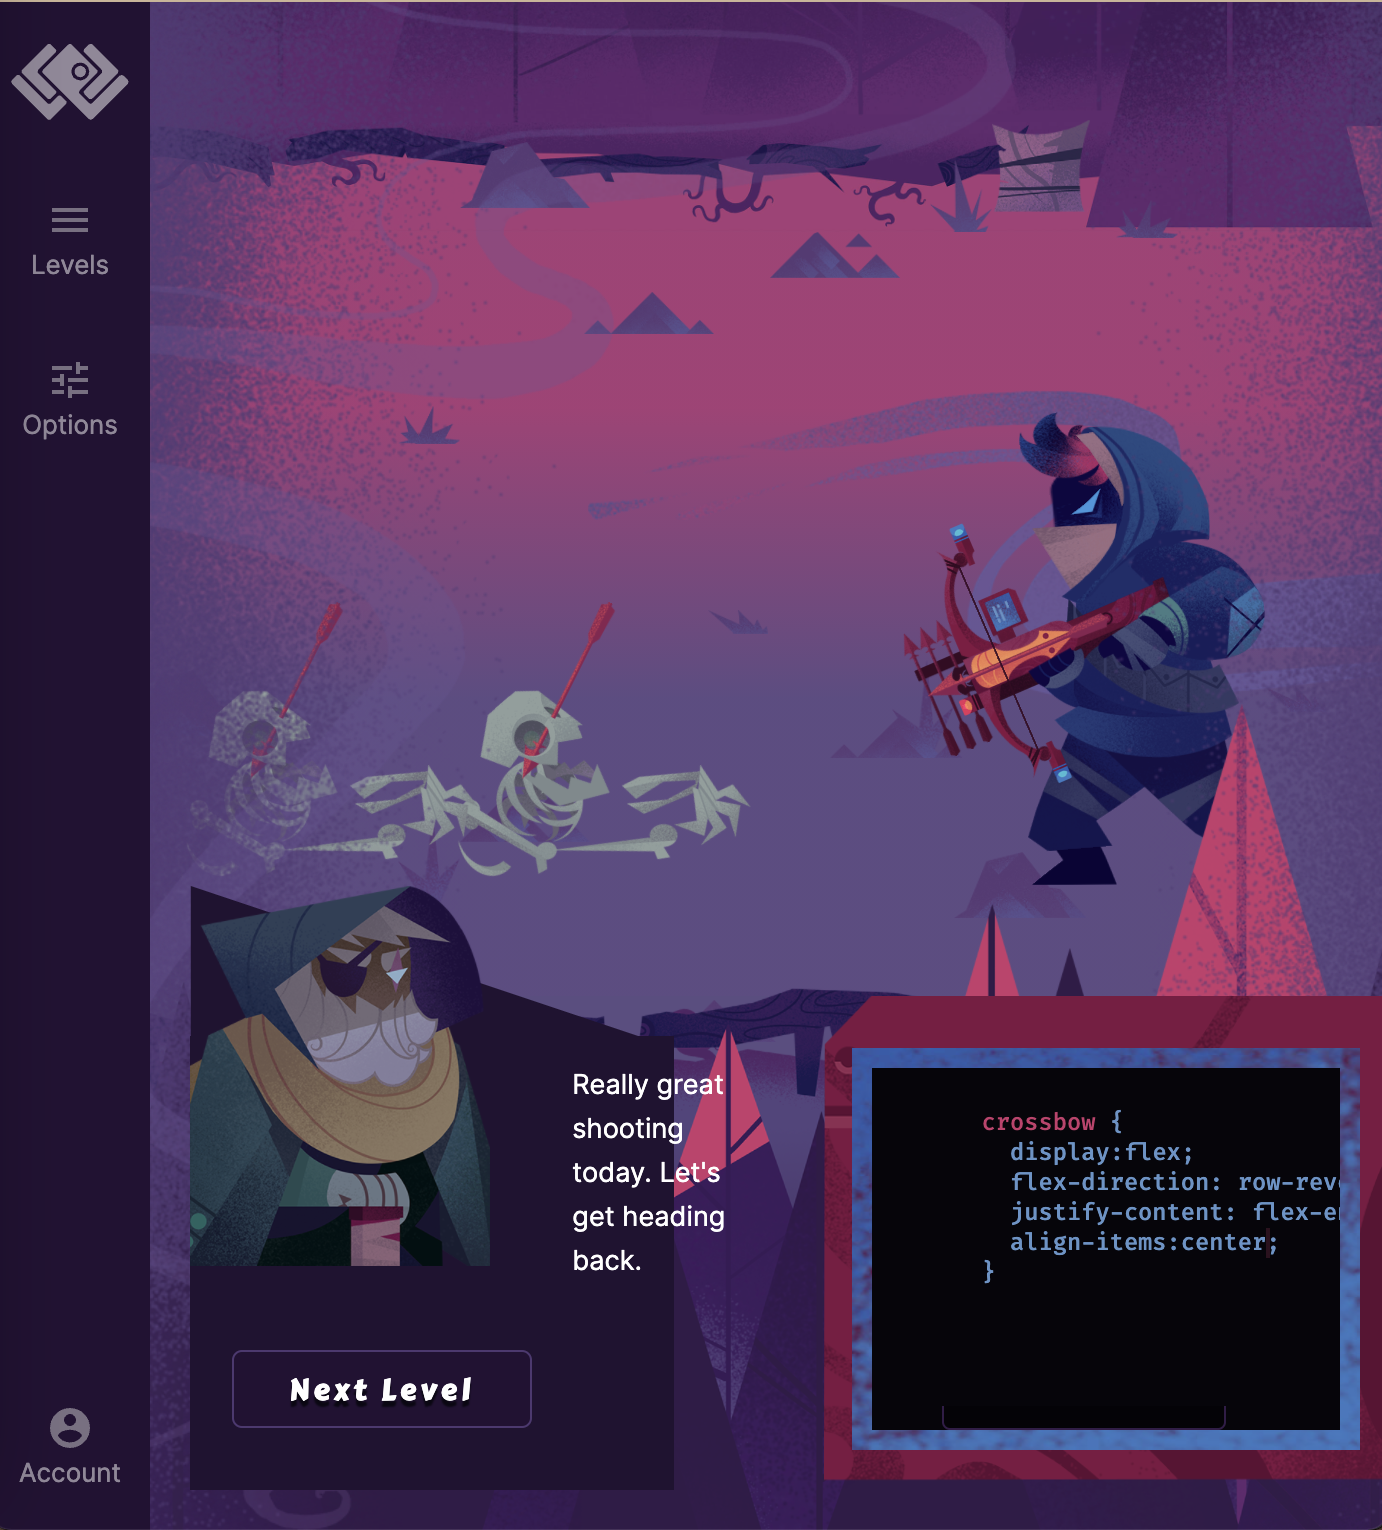 Levels
Options
Account
Really great
shooting
today. Let's
get heading
back.
Next Level
crossbow {
display:flex;
flex-direction: row-rev
justify-content: flex-e
align-items:center;
}